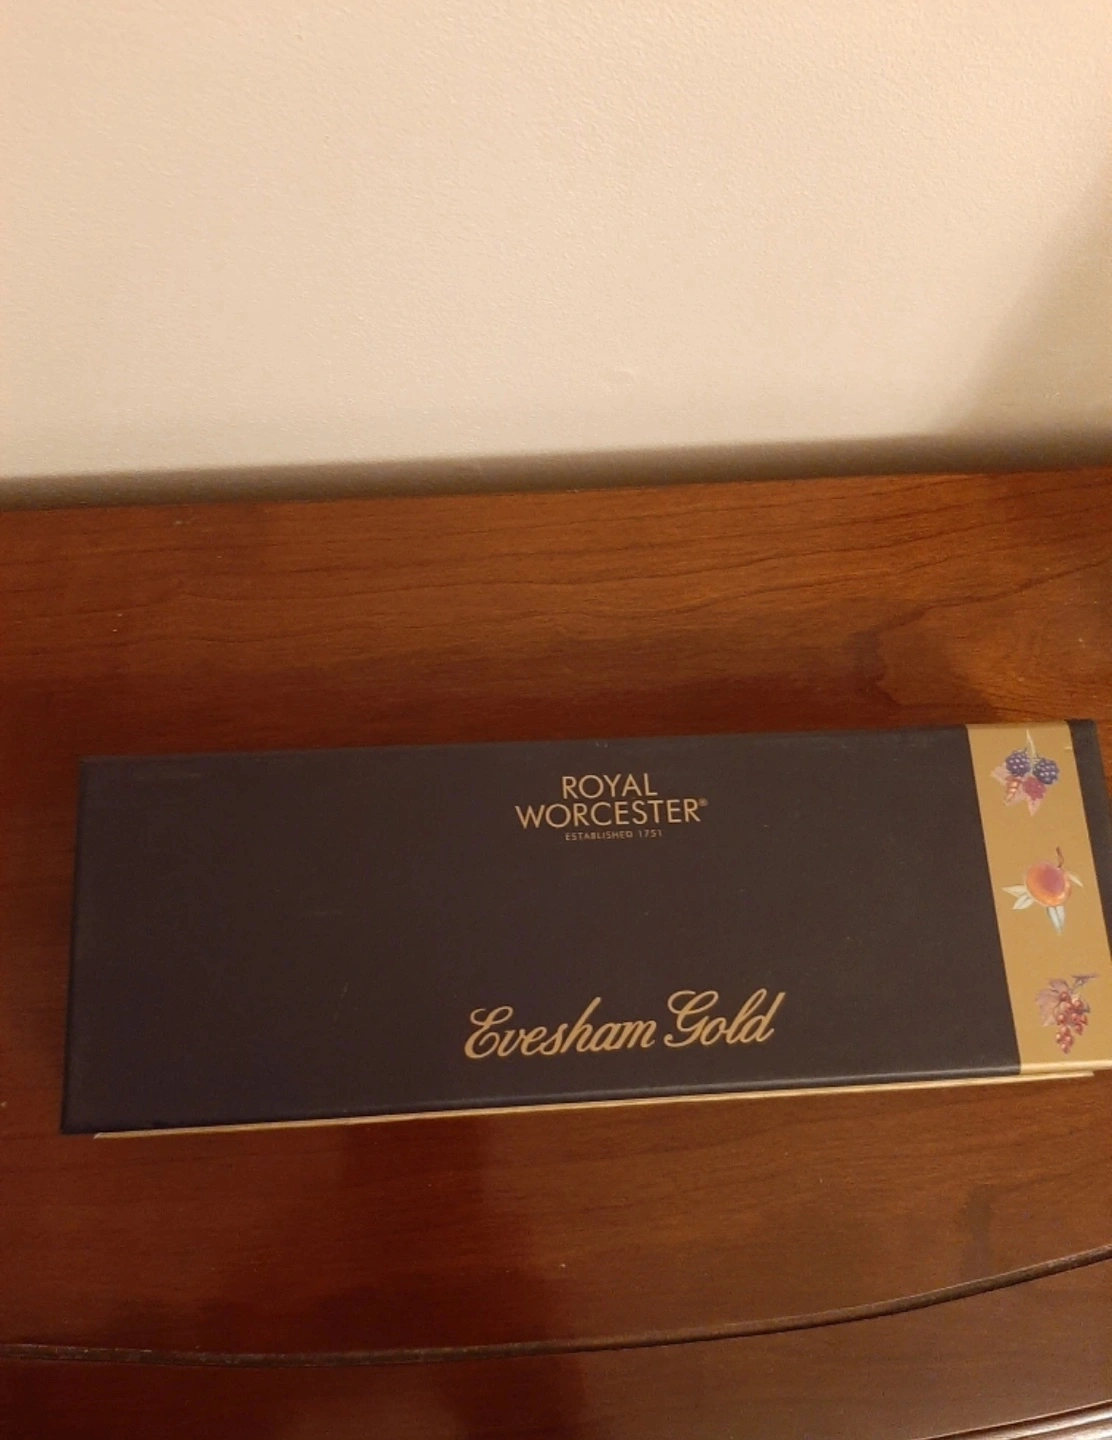 ROYAL
WORCESTER®
ESTABLISHED 1751
Evesham Gold